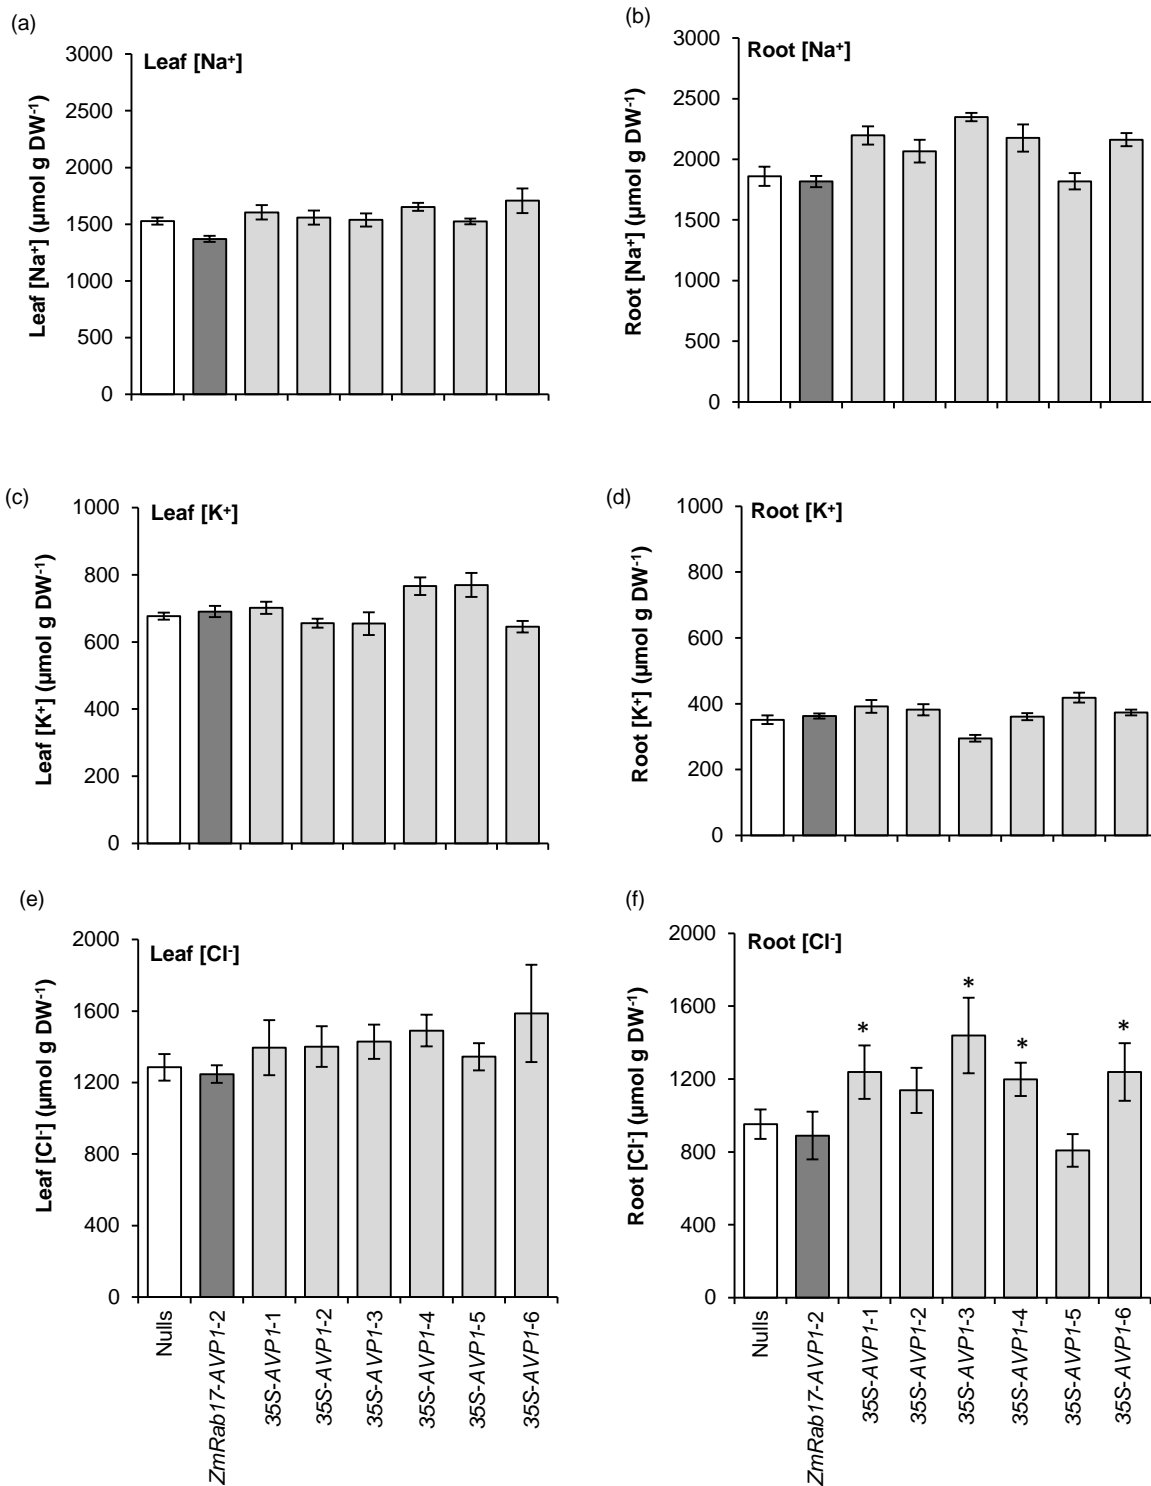 (a)
Leaf [Na⁺]
Leaf [Na⁺] (µmol g DW⁻¹)
3000
2500
2000
1500
1000
500
0
(b)
Root [Na⁺]
Root [Na⁺] (µmol g DW⁻¹)
3000
2500
2000
1500
1000
500
0
(c)
Leaf [K⁺]
Leaf [K⁺] (µmol g DW⁻¹)
1000
800
600
400
200
0
(d)
Root [K⁺]
Root [K⁺] (µmol g DW⁻¹)
1000
800
600
400
200
0
(e)
Leaf [Cl⁻]
Leaf [Cl⁻] (µmol g DW⁻¹)
2000
1600
1200
800
400
0
Nulls
ZmRab17-AVP1-2
35S-AVP1-1
35S-AVP1-2
35S-AVP1-3
35S-AVP1-4
35S-AVP1-5
35S-AVP1-6
(f)
Root [Cl⁻]
Root [Cl⁻] (µmol g DW⁻¹)
2000
1600
1200
800
400
0
*
*
*
*
Nulls
ZmRab17-AVP1-2
35S-AVP1-1
35S-AVP1-2
35S-AVP1-3
35S-AVP1-4
35S-AVP1-5
35S-AVP1-6